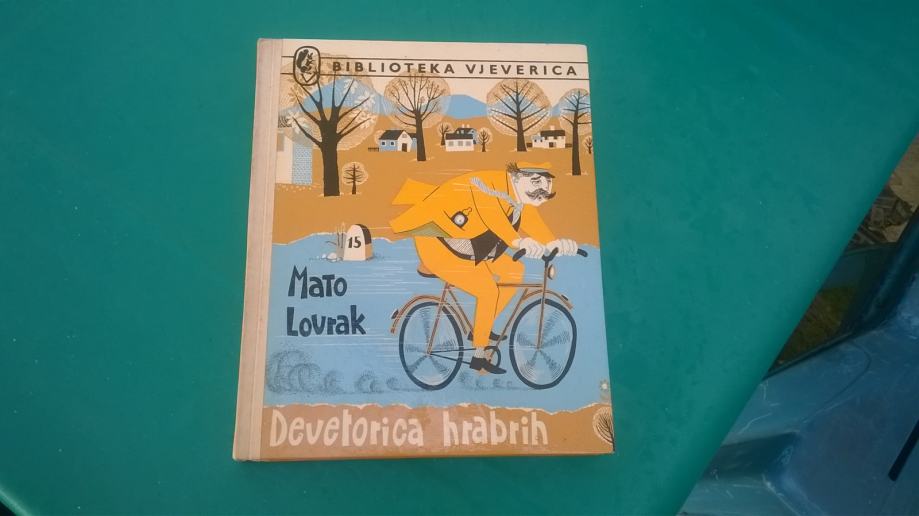 BIBLIOTEKA VJEVERICA
15
Mato
Lovrak
Devetorica hrabrih